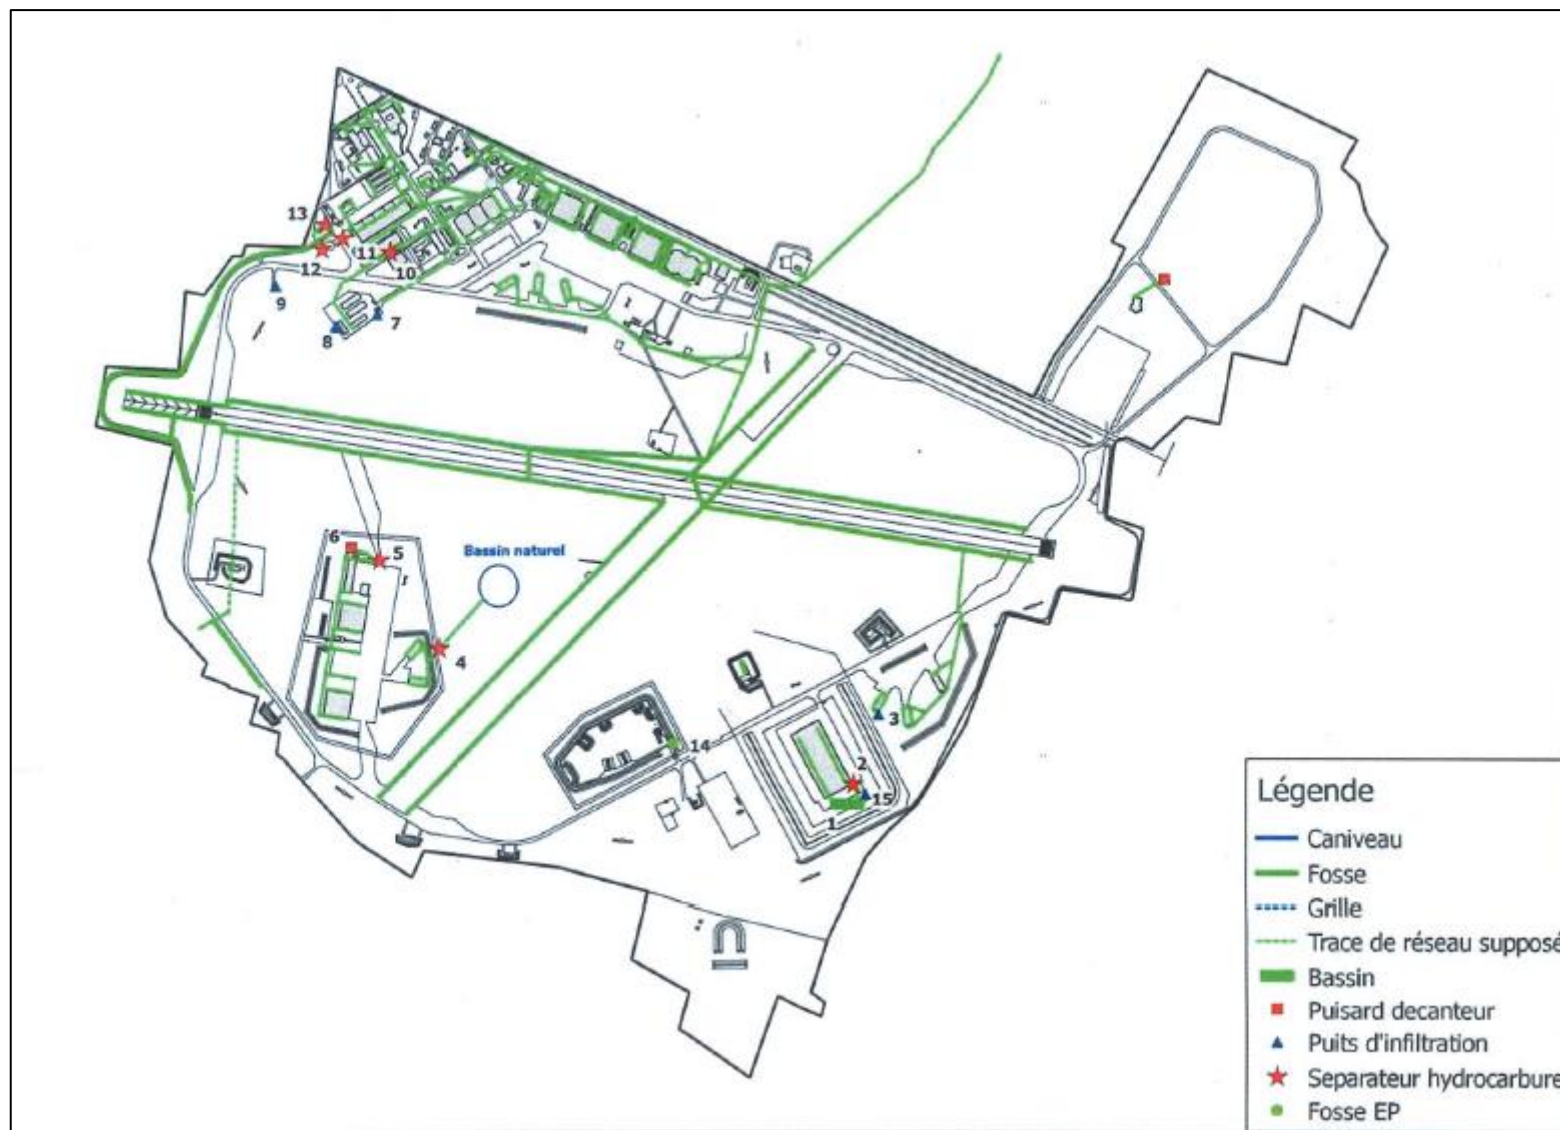 13
11
12
10
9
7
8
6
5
Bassin naturel
4
3
14
2
15
1
Légende
Caniveau
Fosse
Grille
Trace de réseau supposé
Bassin
Puisard decanteur
Puits d'infiltration
Separateur hydrocarbure
Fosse EP